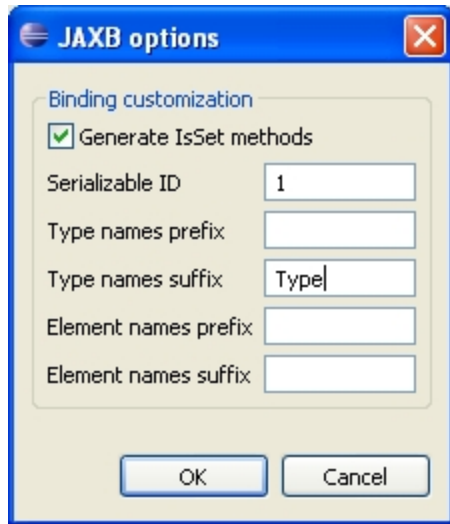 JAXB options
Binding customization
Generate IsSet methods
Serializable ID 1
Type names prefix
Type names suffix Type
Element names prefix
Element names suffix
OK Cancel